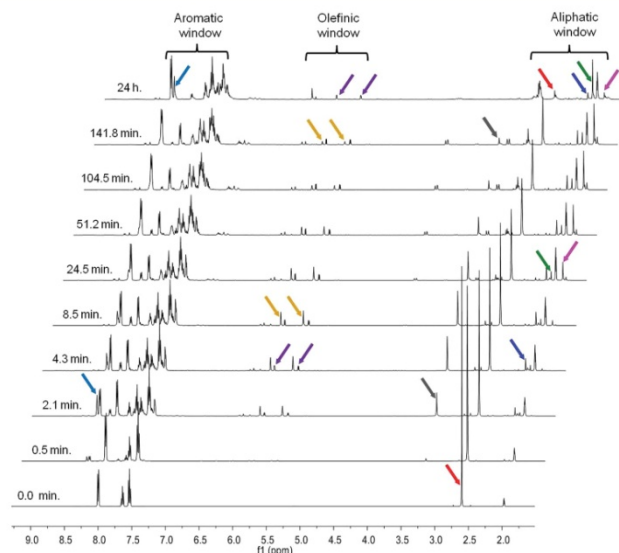 Aromatic
window
Olefinic
window
Aliphatic
window
24 h.
141.8 min.
104.5 min.
51.2 min.
24.5 min.
8.5 min.
4.3 min.
2.1 min.
0.5 min.
0.0 min.
9.0 8.5 8.0 7.5 7.0 6.5 6.0 5.5 5.0 4.5 4.0 3.5 3.0 2.5 2.0 1.5
f1 (ppm)